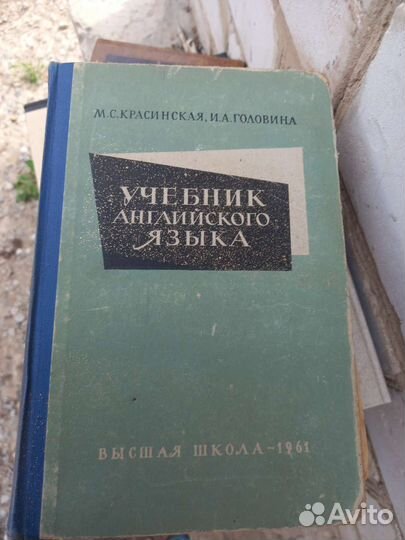 М.С.КРАСИНСКАЯ, И.А.ГОЛОВИНА
УЧЕБНИК
АНГЛИЙСКОГО
ЯЗЫКА
ВЫСШАЯ ШКОЛА-1961
Avito